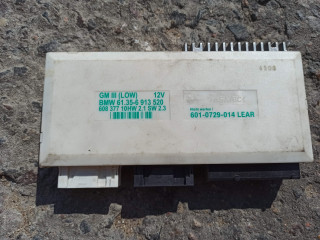 GM III (LOW) 12V
BMW 61.35-6 913 520
608 377 10HW 2.1 SW 2.3
601-0729-014 LEAR